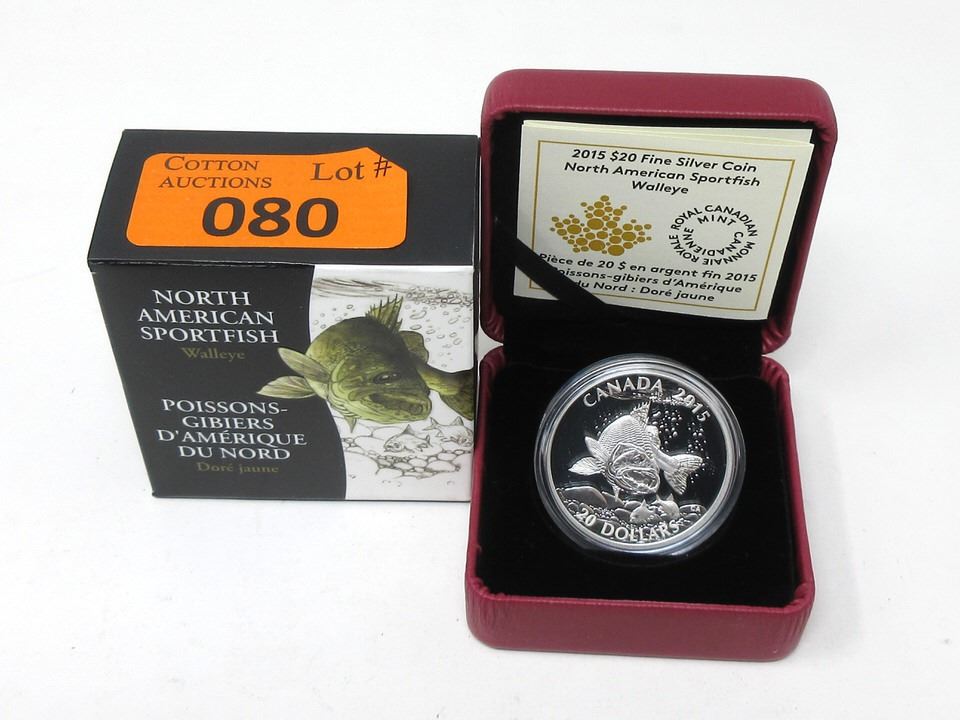 COTTON
AUCTIONS
Lot #
080
NORTH
AMERICAN
SPORTFISH
Walleye
POISSONS-
GIBIERS
D'AMÉRIQUE
DU NORD
Doré jaune
2015 $20 Fine Silver Coin
North American Sportfish
Walleye
ROYAL CANADIAN MINT
MONNAIE ROYALE CANADIENNE
Pièce de 20 $ en argent fin 2015
Poissons-gibiers d'Amérique
du Nord : Doré jaune
CANADA 2015
20 DOLLARS